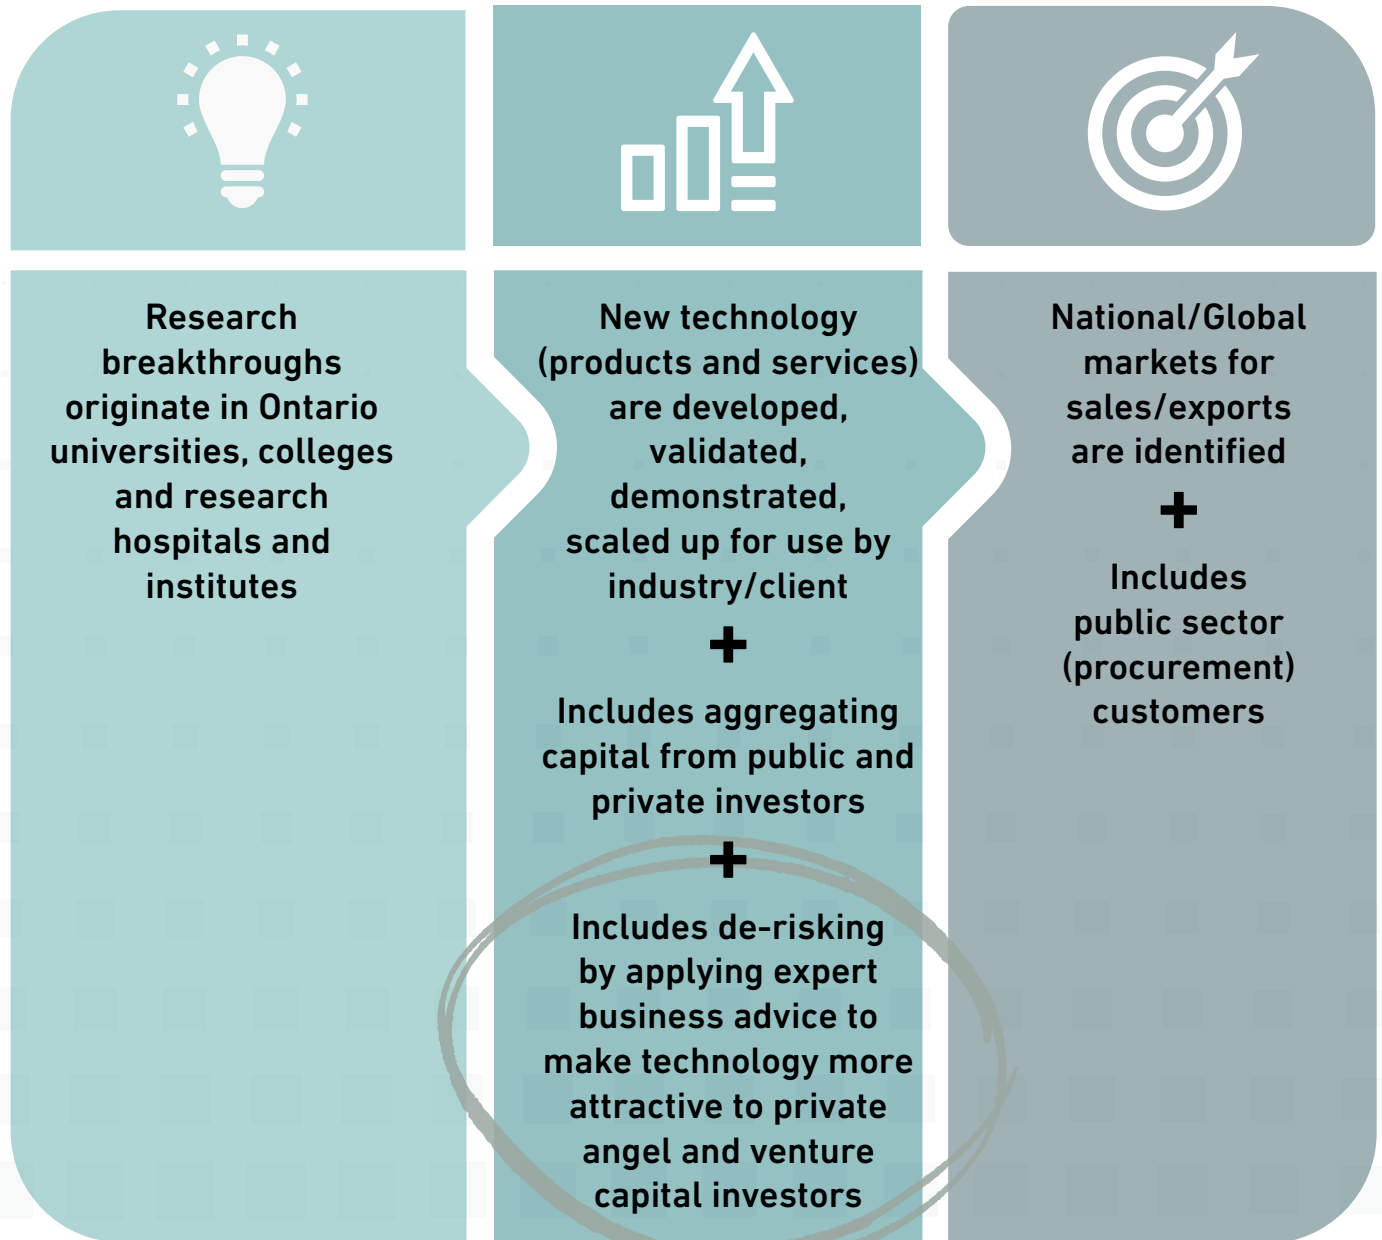 Research
breakthroughs
originate in Ontario
universities, colleges
and research
hospitals and
institutes
New technology
(products and services)
are developed,
validated,
demonstrated,
scaled up for use by
industry/client
+
Includes aggregating
capital from public and
private investors
+
Includes de-risking
by applying expert
business advice to
make technology more
attractive to private
angel and venture
capital investors
National/Global
markets for
sales/exports
are identified
+
Includes
public sector
(procurement)
customers